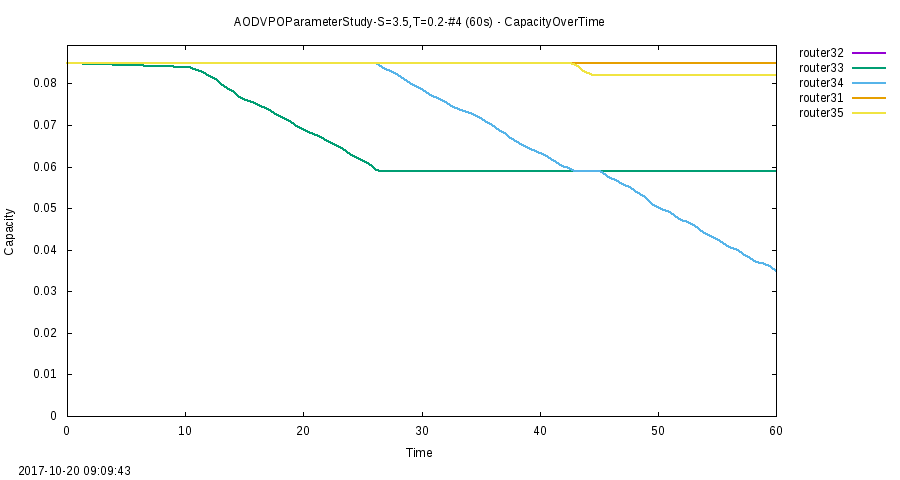 AODVPOParameterStudy-S=3.5,T=0.2-#4 (60s) - CapacityOverTime
router32
router33
router34
router31
router35
0.08
0.07
0.06
0.05
0.04
0.03
0.02
0.01
0
Capacity
0 10 20 30 40 50 60
Time
2017-10-20 09:09:43